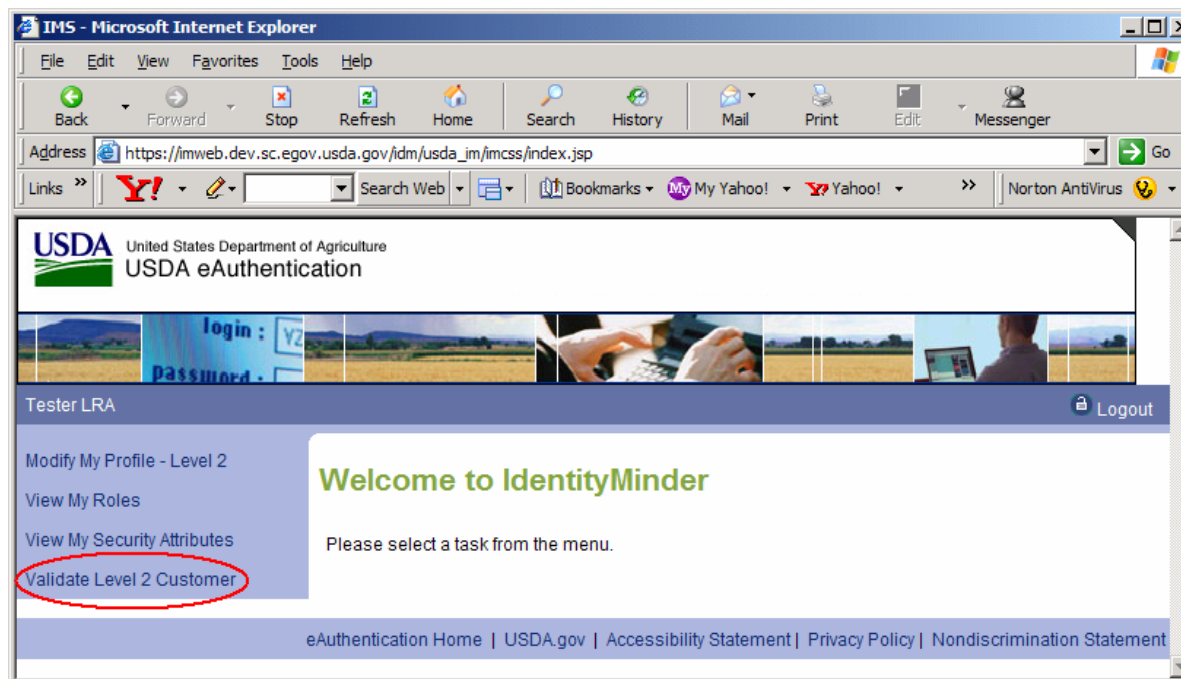 IMS - Microsoft Internet Explorer
File Edit View Favorites Tools Help
Back Forward Stop Refresh Home Search History Mail Print Edit Messenger
Address https://imweb.dev.sc.egov.usda.gov/idm/usda_im/imcss/index.jsp Go
Links » Y! Search Web Bookmarks My My Yahoo! Y! Yahoo! » Norton AntiVirus
USDA United States Department of Agriculture
USDA eAuthentication
login : YZ
password :
Tester LRA Logout
Modify My Profile - Level 2
Welcome to IdentityMinder
View My Roles
View My Security Attributes
Please select a task from the menu.
Validate Level 2 Customer
eAuthentication Home | USDA.gov | Accessibility Statement | Privacy Policy | Nondiscrimination Statement